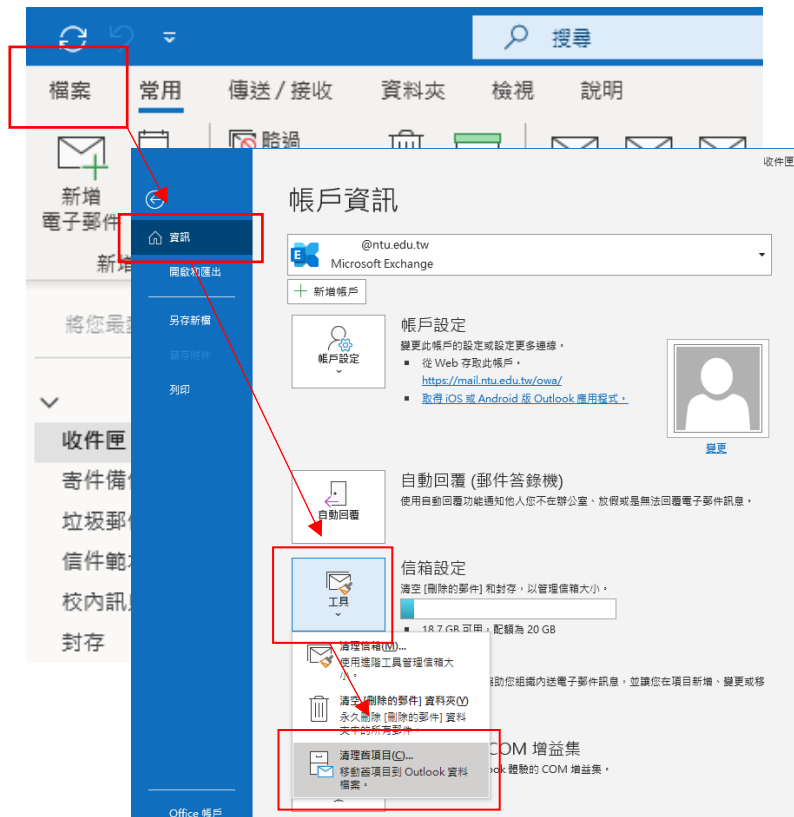 搜尋
檔案 常用 傳送 / 接收 資料夾 檢視 說明
略過
新增
電子郵件
新增
將您最
收件匣
寄件備
垃圾郵
信件範
校內訊
封存
收件匣
資訊
開啟和匯出
另存新檔
儲存附件
列印
Office 帳戶
帳戶資訊
@ntu.edu.tw
Microsoft Exchange
新增帳戶
帳戶設定
帳戶設定
變更此帳戶的設定或設定更多連線。
從 Web 存取此帳戶。
https://mail.ntu.edu.tw/owa/
取得 iOS 或 Android 版 Outlook 應用程式。
變更
自動回覆
自動回覆 (郵件答錄機)
使用自動回覆功能通知他人您不在辦公室、放假或是無法回覆電子郵件訊息。
工具
信箱設定
清空 [刪除的郵件] 和封存，以管理信箱大小。
18.7 GB 可用，配額為 20 GB
清理信箱(M)...
使用進階工具管理信箱大
小。
清空 [刪除的郵件] 資料夾(Y)
永久刪除 [刪除的郵件] 資料
夾中的所有郵件。
清理舊項目(C)...
移動舊項目到 Outlook 資料
檔案。
助您組織內送電子郵件訊息，並讓您在項目新增、變更或移
COM 增益集
ok 體驗的 COM 增益集。